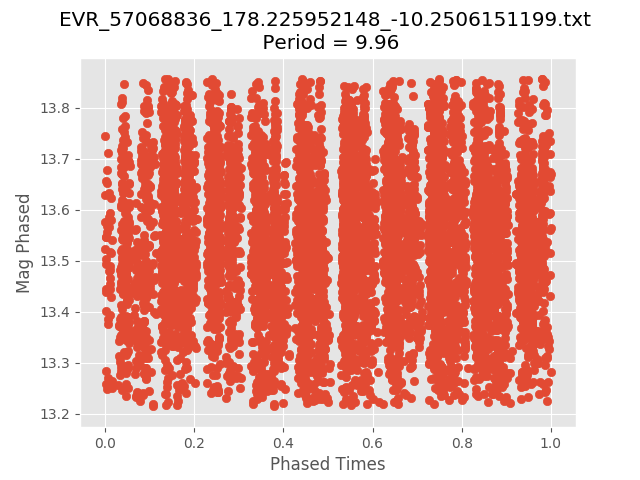 EVR_57068836_178.225952148_-10.2506151199.txt
Period = 9.96
13.8
13.7
13.6
13.5
13.4
13.3
13.2
Mag Phased
0.0 0.2 0.4 0.6 0.8 1.0
Phased Times